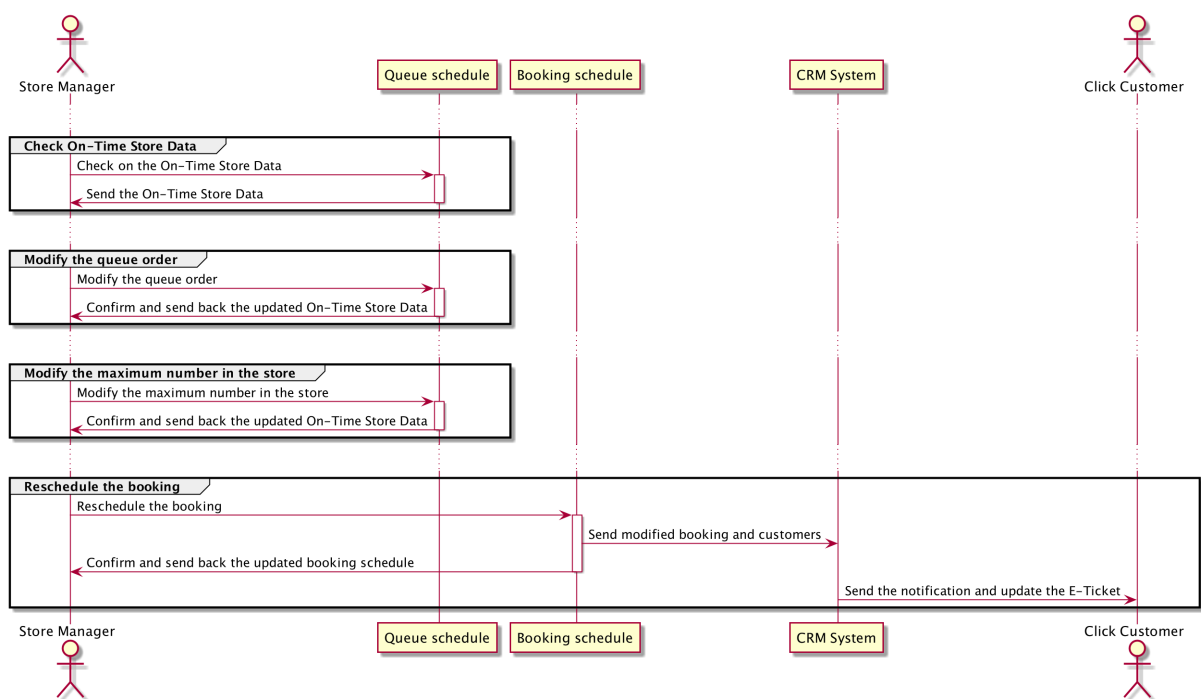 Store Manager
Queue schedule
Booking schedule
CRM System
Click Customer
Check On-Time Store Data
Check on the On-Time Store Data
Send the On-Time Store Data
Modify the queue order
Modify the queue order
Confirm and send back the updated On-Time Store Data
Modify the maximum number in the store
Modify the maximum number in the store
Confirm and send back the updated On-Time Store Data
Reschedule the booking
Reschedule the booking
Send modified booking and customers
Confirm and send back the updated booking schedule
Send the notification and update the E-Ticket
Store Manager
Queue schedule
Booking schedule
CRM System
Click Customer